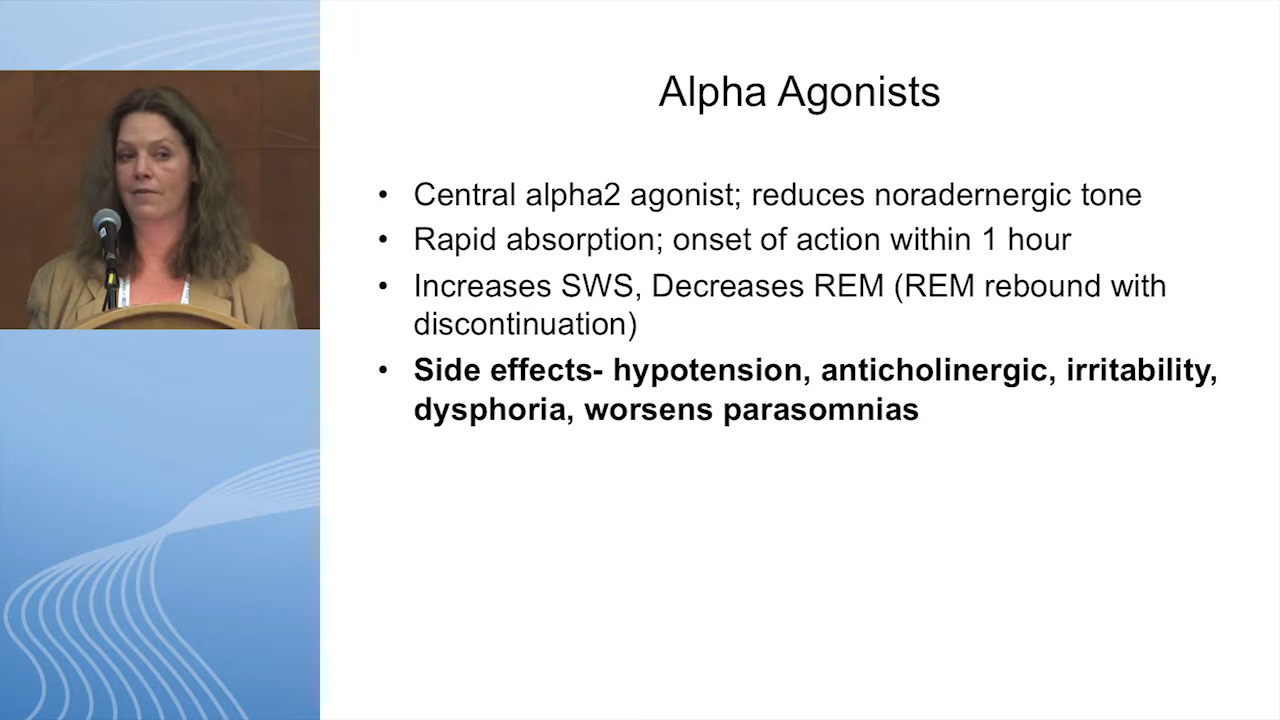 Alpha Agonists
• Central alpha2 agonist; reduces noradernergic tone
• Rapid absorption; onset of action within 1 hour
• Increases SWS, Decreases REM (REM rebound with
discontinuation)
• Side effects- hypotension, anticholinergic, irritability,
dysphoria, worsens parasomnias